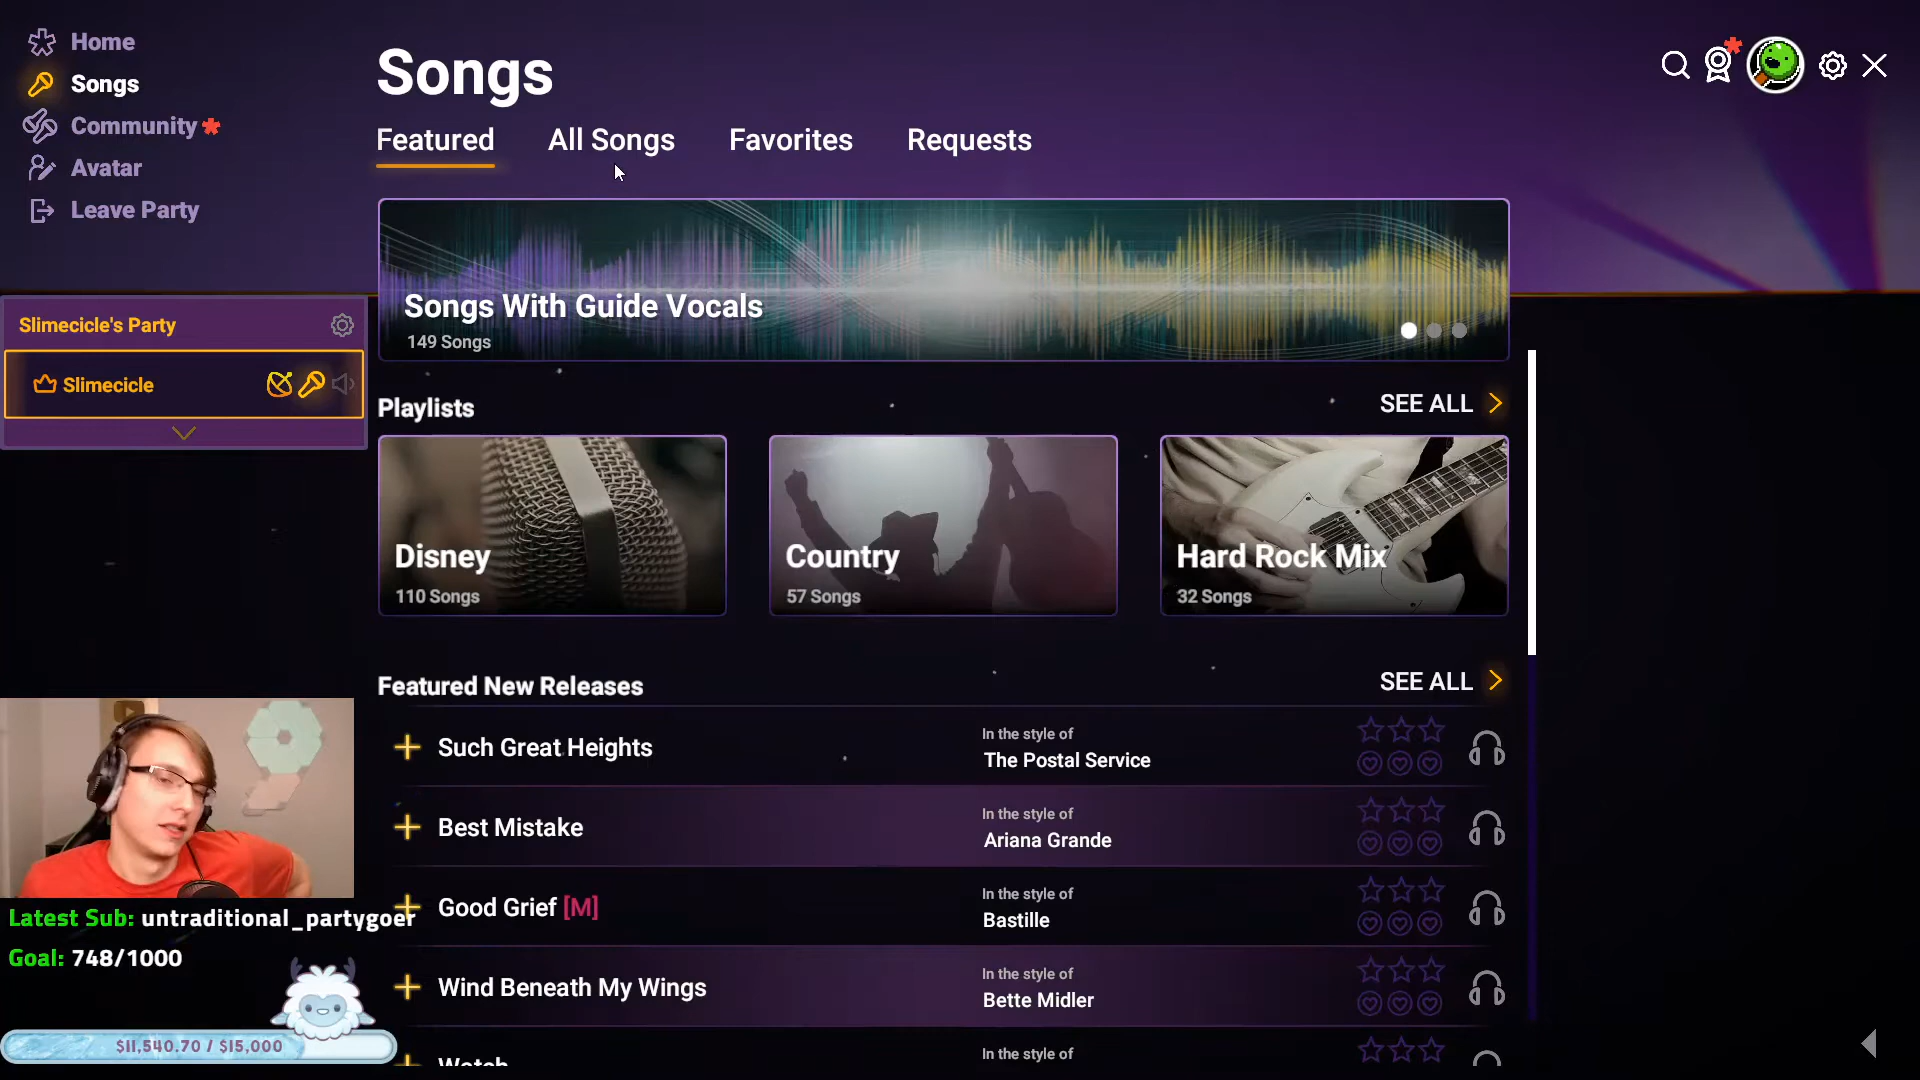 Home
Songs
Community
Avatar
Leave Party
Songs
Featured
All Songs
Favorites
Requests
Slimecicle's Party
Slimecicle
Songs With Guide Vocals
149 Songs
Playlists
SEE ALL
Disney
110 Songs
Country
57 Songs
Hard Rock Mix
32 Songs
Featured New Releases
SEE ALL
Such Great Heights
In the style of
The Postal Service
Best Mistake
In the style of
Ariana Grande
Good Grief [M]
In the style of
Bastille
Wind Beneath My Wings
In the style of
Bette Midler
In the style of
Latest Sub: untraditional_partygoer
Goal: 748/1000
$11,540.70 / $15,000